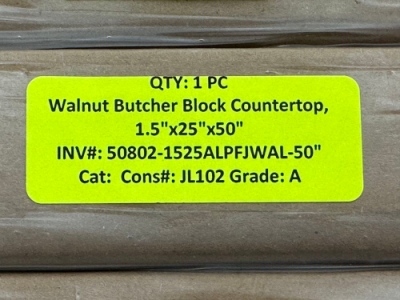 QTY: 1 PC
Walnut Butcher Block Countertop,
1.5"x25"x50"
INV#: 50802-1525ALPFJWAL-50"
Cat:  Cons#: JL102 Grade: A